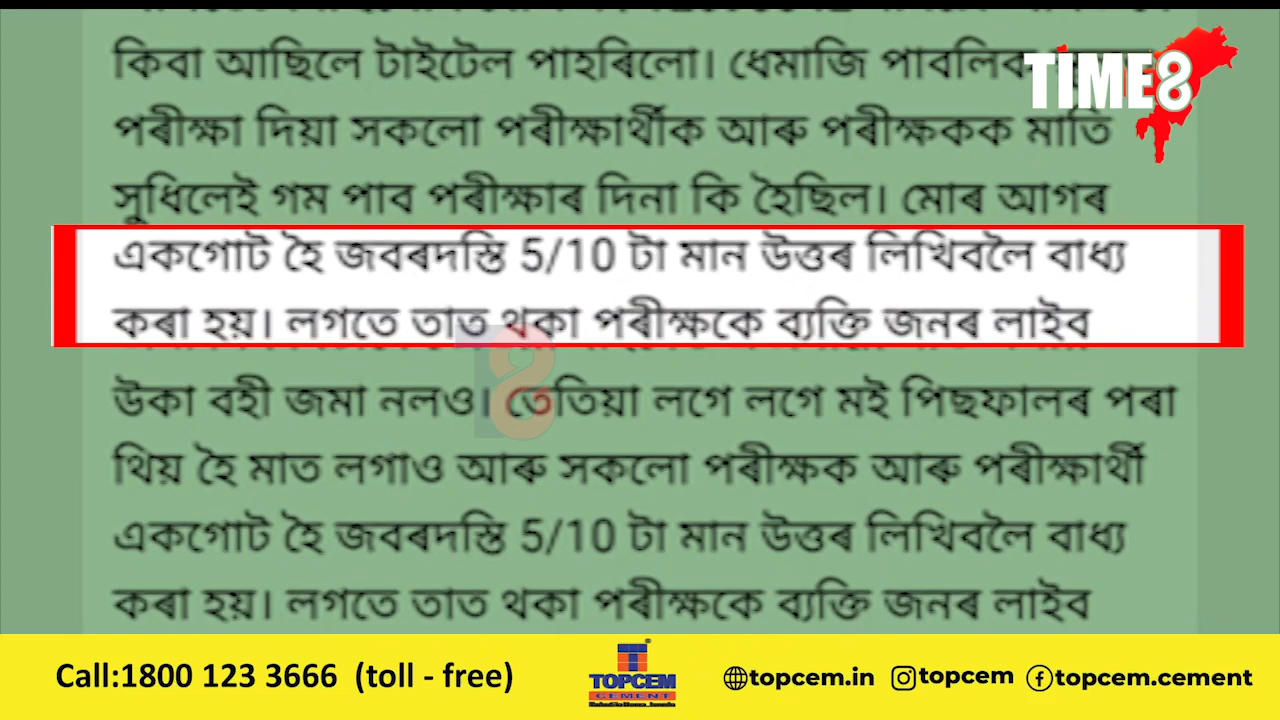 কিবা আছিলে টাইটেল পাহৰিলো। ধেমাজি
TIME8
পৰীক্ষা দিয়া সকলো পৰীক্ষাৰ্থীক আৰু পৰীক্ষকক মাতি
সুধিলেই গম পাব পৰীক্ষাৰ দিনা কি হৈছিল। মোৰ আগৰ
একগোট হৈ জবৰদস্তি 5/10 টা মান উত্তৰ লিখিবলৈ বাধ্য
কৰা হয়। লগতে তাত থকা পৰীক্ষকে ব্যক্তি জনৰ লাইব
উকা বহী জমা নলও। তেতিয়া লগে লগে মই পিছফালৰ পৰা
থিয় হৈ মাত লগাও আৰু সকলো পৰীক্ষক আৰু পৰীক্ষাৰ্থী
একগোট হৈ জবৰদস্তি 5/10 টা মান উত্তৰ লিখিবলৈ বাধ্য
কৰা হয়। লগতে তাত থকা পৰীক্ষকে ব্যক্তি জনৰ লাইব
Call:1800 123 3666 (toll - free)
TOPCEM
CEMENT
topcem.in
topcem
topcem.cement